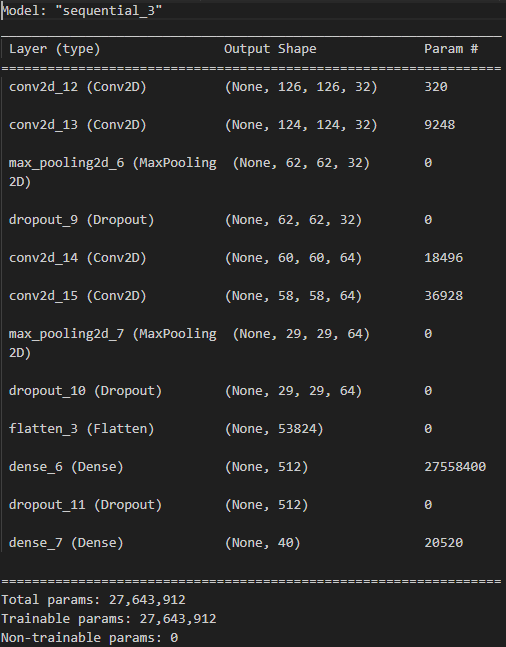 Model: "sequential_3"
Layer (type) Output Shape Param #
conv2d_12 (Conv2D) (None, 126, 126, 32) 320
conv2d_13 (Conv2D) (None, 124, 124, 32) 9248
max_pooling2d_6 (MaxPooling (None, 62, 62, 32) 0
2D)
dropout_9 (Dropout) (None, 62, 62, 32) 0
conv2d_14 (Conv2D) (None, 60, 60, 64) 18496
conv2d_15 (Conv2D) (None, 58, 58, 64) 36928
max_pooling2d_7 (MaxPooling (None, 29, 29, 64) 0
2D)
dropout_10 (Dropout) (None, 29, 29, 64) 0
flatten_3 (Flatten) (None, 53824) 0
dense_6 (Dense) (None, 512) 27558400
dropout_11 (Dropout) (None, 512) 0
dense_7 (Dense) (None, 40) 20520
Total params: 27,643,912
Trainable params: 27,643,912
Non-trainable params: 0